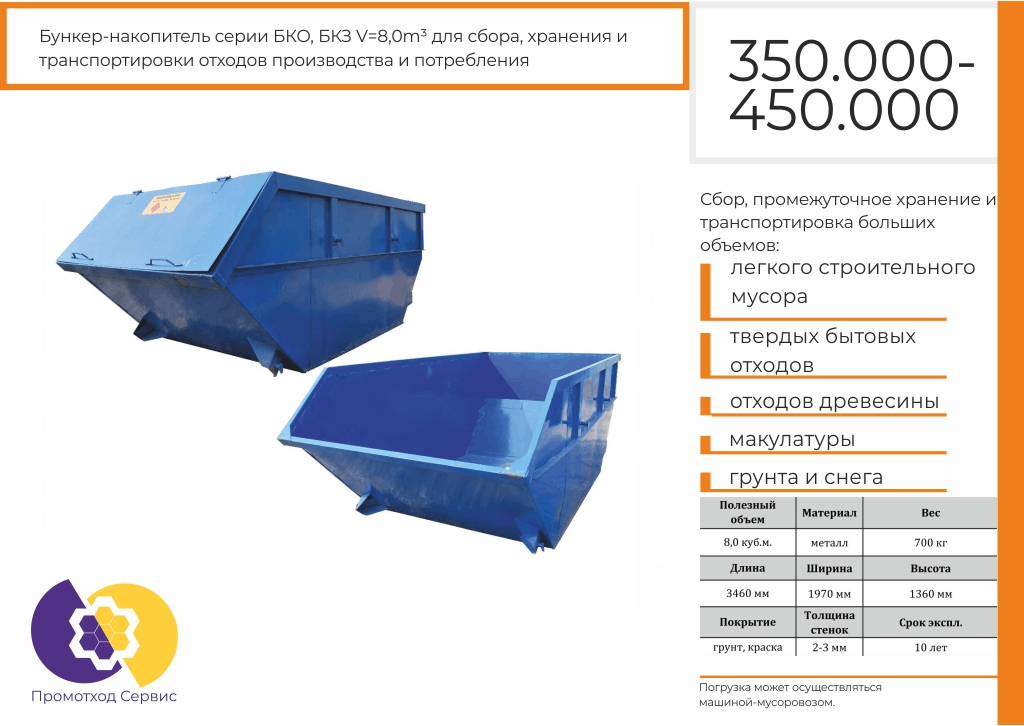 Бункер-накопитель серии БКО, БКЗ V=8,0m³ для сбора, хранения и
транспортировки отходов производства и потребления
350.000-
450.000
Сбор, промежуточное хранение и
транспортировка больших
объемов:
легкого строительного
мусора
твердых бытовых
отходов
отходов древесины
макулатуры
грунта и снега
Полезный объем Материал Вес
8,0 куб.м. металл 700 кг
Длина Ширина Высота
3460 мм 1970 мм 1360 мм
Покрытие Толщина стенок Срок экспл.
грунт, краска 2-3 мм 10 лет
Погрузка может осуществляться
машиной-мусоровозом.
Промотход Сервис